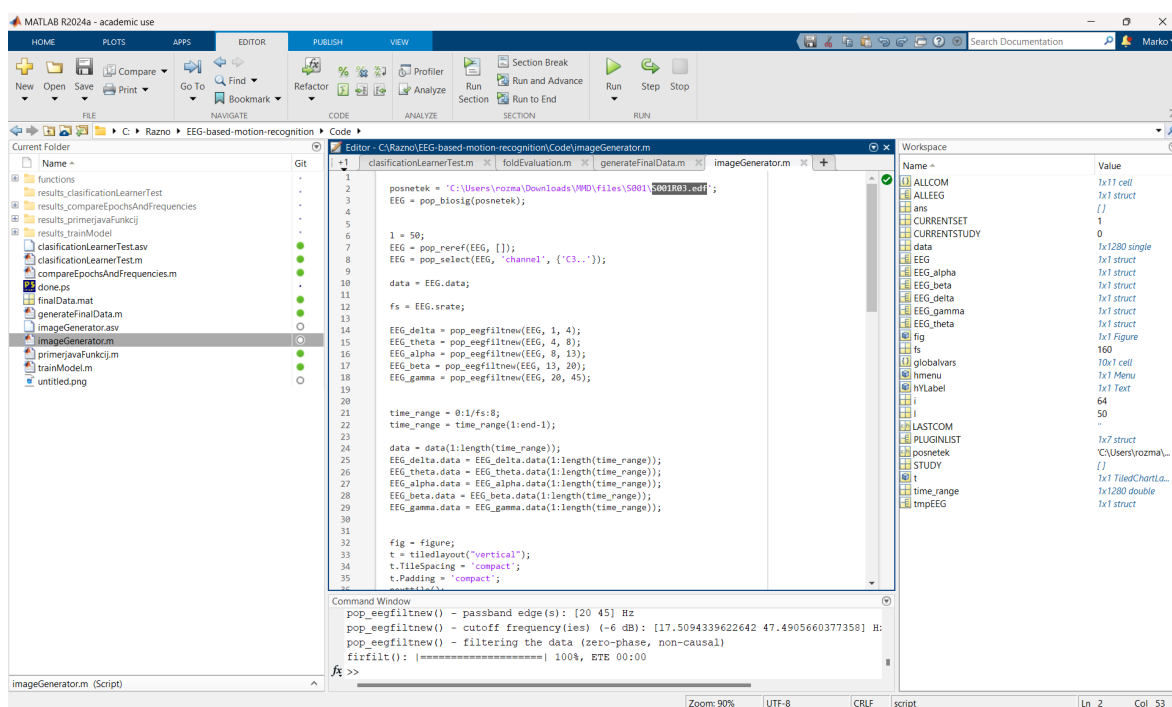 MATLAB R2024a - academic use
HOME PLOTS APPS EDITOR PUBLISH VIEW Search Documentation Marko
New Open Save Compare Print Go To Find Bookmark Refactor Profiler Analyze Run Section Section Break Run and Advance Run to End Run Step Stop
FILE NAVIGATE CODE ANALYZE SECTION RUN
C: Razno EEG-based-motion-recognition Code
Current Folder
Name Git
functions
results_clasificationLearnerTest
results_compareEpochsAndFrequencies
results_primerjavaFunkcij
results_trainModel
clasificationLearnerTest.asv
clasificationLearnerTest.m
compareEpochsAndFrequencies.m
done.ps
finalData.mat
generateFinalData.m
imageGenerator.asv
imageGenerator.m
primerjavaFunkcij.m
trainModel.m
untitled.png
imageGenerator.m (Script)
Editor - C:\Razno\EEG-based-motion-recognition\Code\imageGenerator.m
+1 clasificationLearnerTest.m foldEvaluation.m generateFinalData.m imageGenerator.m +
1
2 posnetek = 'C:\Users\rozma\Downloads\MMD\files\S001\S001R03.edf';
3 EEG = pop_biosig(posnetek);
4
5
6 l = 50;
7 EEG = pop_reref(EEG, []);
8 EEG = pop_select(EEG, 'channel', {'C3..'});
9
10 data = EEG.data;
11
12 fs = EEG.srate;
13
14 EEG_delta = pop_eegfiltnew(EEG, 1, 4);
15 EEG_theta = pop_eegfiltnew(EEG, 4, 8);
16 EEG_alpha = pop_eegfiltnew(EEG, 8, 13);
17 EEG_beta = pop_eegfiltnew(EEG, 13, 20);
18 EEG_gamma = pop_eegfiltnew(EEG, 20, 45);
19
20
21 time_range = 0:1/fs:8;
22 time_range = time_range(1:end-1);
23
24 data = data(1:length(time_range));
25 EEG_delta.data = EEG_delta.data(1:length(time_range));
26 EEG_theta.data = EEG_theta.data(1:length(time_range));
27 EEG_alpha.data = EEG_alpha.data(1:length(time_range));
28 EEG_beta.data = EEG_beta.data(1:length(time_range));
29 EEG_gamma.data = EEG_gamma.data(1:length(time_range));
30
31
32 fig = figure;
33 t = tiledlayout("vertical");
34 t.TileSpacing = 'compact';
35 t.Padding = 'compact';
Command Window
pop_eegfiltnew() - passband edge(s): [20 45] Hz
pop_eegfiltnew() - cutoff frequency(ies) (-6 dB): [17.5094339622642 47.4905660377358] Hz
pop_eegfiltnew() - filtering the data (zero-phase, non-causal)
firfilt(): |====================| 100%, ETE 00:00
fx >>
Workspace
Name Value
ALLCOM 1x11 cell
ALLEEG 1x1 struct
ans []
CURRENTSET 1
CURRENTSTUDY 0
data 1x1280 single
EEG 1x1 struct
EEG_alpha 1x1 struct
EEG_beta 1x1 struct
EEG_delta 1x1 struct
EEG_gamma 1x1 struct
EEG_theta 1x1 struct
fig 1x1 Figure
fs 160
globalvars 10x1 cell
hmenu 1x1 Menu
hYLabel 1x1 Text
i 64
l 50
LASTCOM ''
PLUGINLIST 1x7 struct
posnetek 'C:\Users\rozma\...
STUDY []
t 1x1 TiledChartLa...
time_range 1x1280 double
tmpEEG 1x1 struct
Zoom: 90% UTF-8 CRLF script Ln 2 Col 53